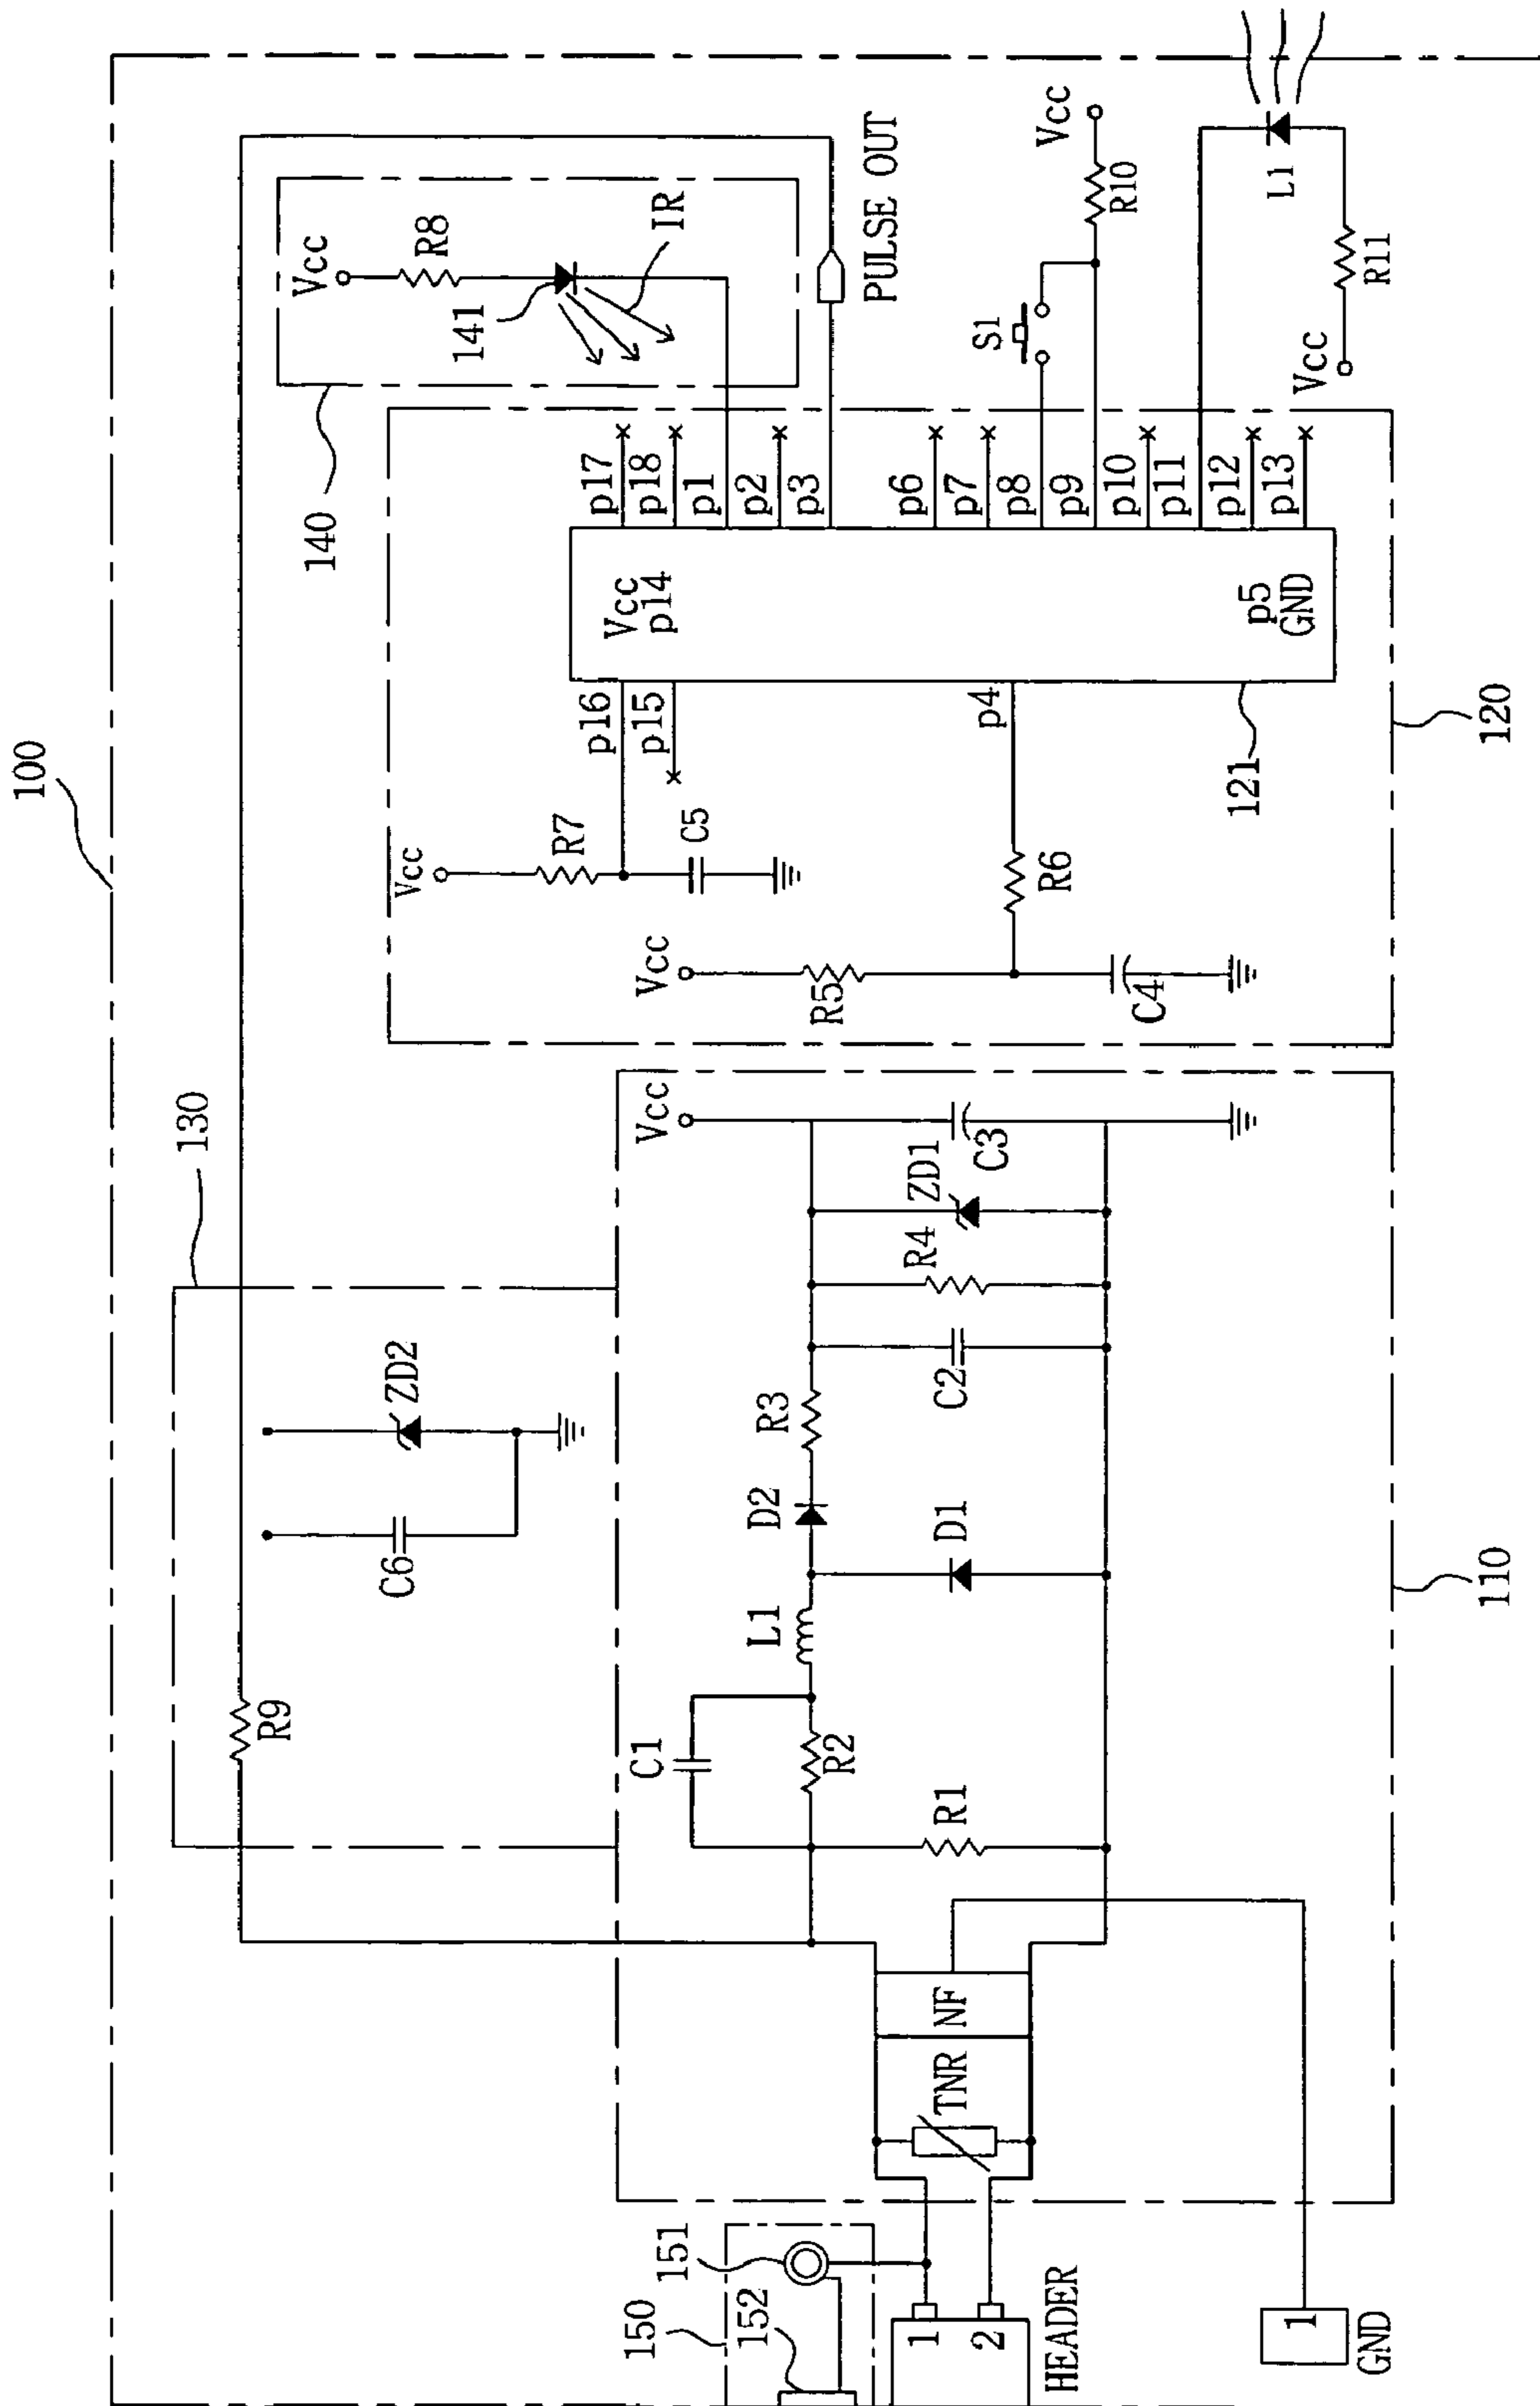 100
130
140
Vcc
R8
141
IR
PULSE OUT
Vcc
R10
S1
L1
R11
Vcc
p17
p18
p1
p2
p3
p6
p7
p8
p9
p10
p11
p12
p13
Vcc
p14
p5
GND
p16
p15
p4
121
120
Vcc
R7
C5
Vcc
R5
R6
C4
R9
C6
ZD2
Vcc
C3
ZD1
R4
C2
R3
D2
D1
L1
C1
R2
R1
NF
TNR
110
150
151
152
1
2
HEADER
1
GND